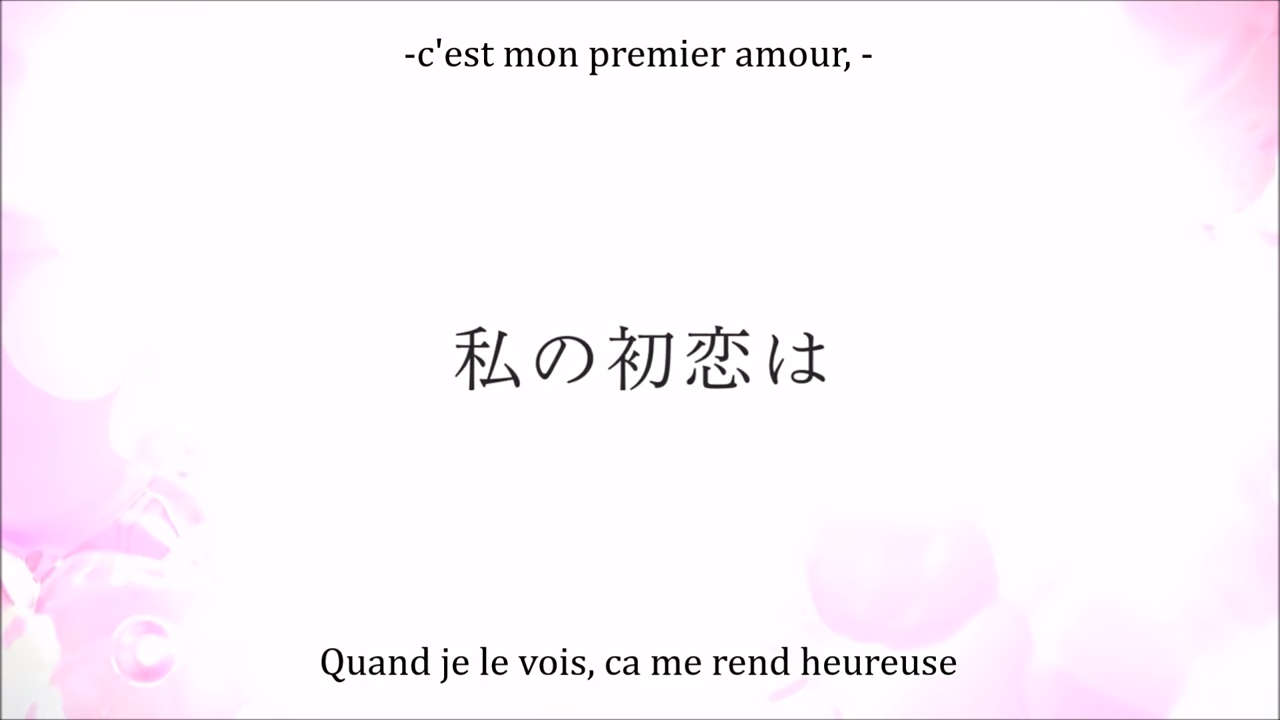 -c'est mon premier amour, -
私の初恋は
Quand je le vois, ca me rend heureuse